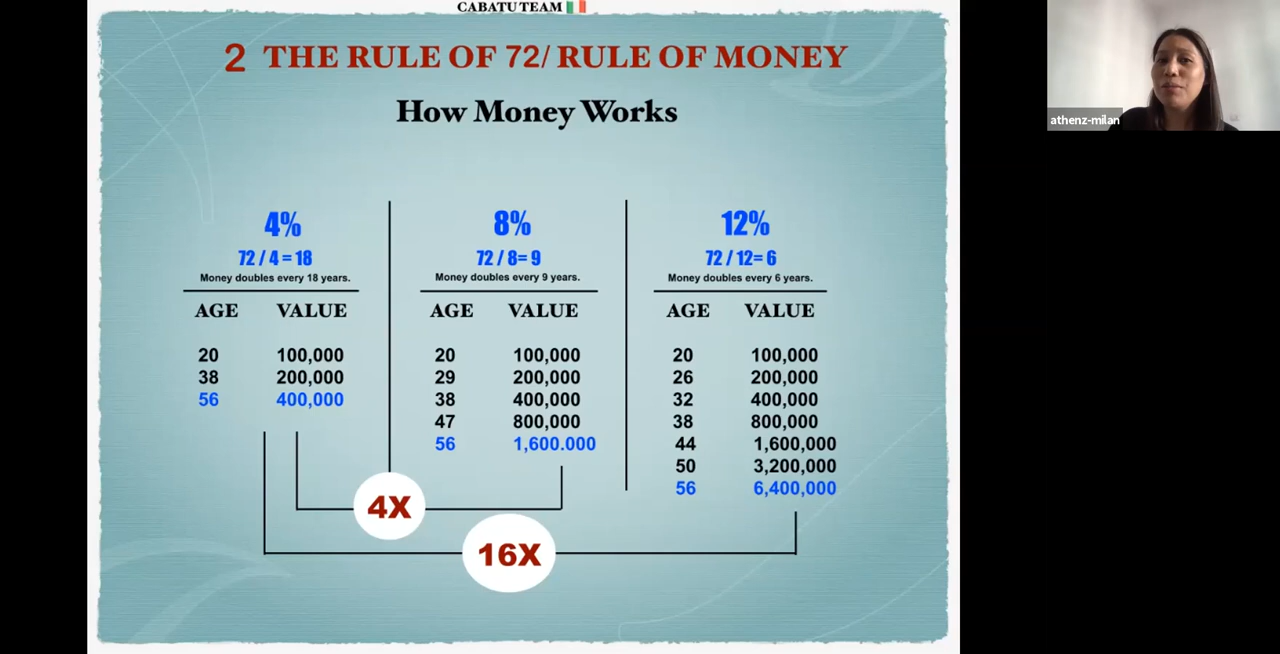 CABATU TEAM
2 THE RULE OF 72/ RULE OF MONEY
How Money Works
athenz-milan
4% 8% 12%
72 / 4 = 18 72 / 8= 9 72 / 12= 6
Money doubles every 18 years. Money doubles every 9 years. Money doubles every 6 years.
AGE VALUE AGE VALUE AGE VALUE
20 100,000 20 100,000 20 100,000
38 200,000 29 200,000 26 200,000
56 400,000 38 400,000 32 400,000
47 800,000 38 800,000
56 1,600.000 44 1,600,000
50 3,200,000
56 6,400,000
4X
16X